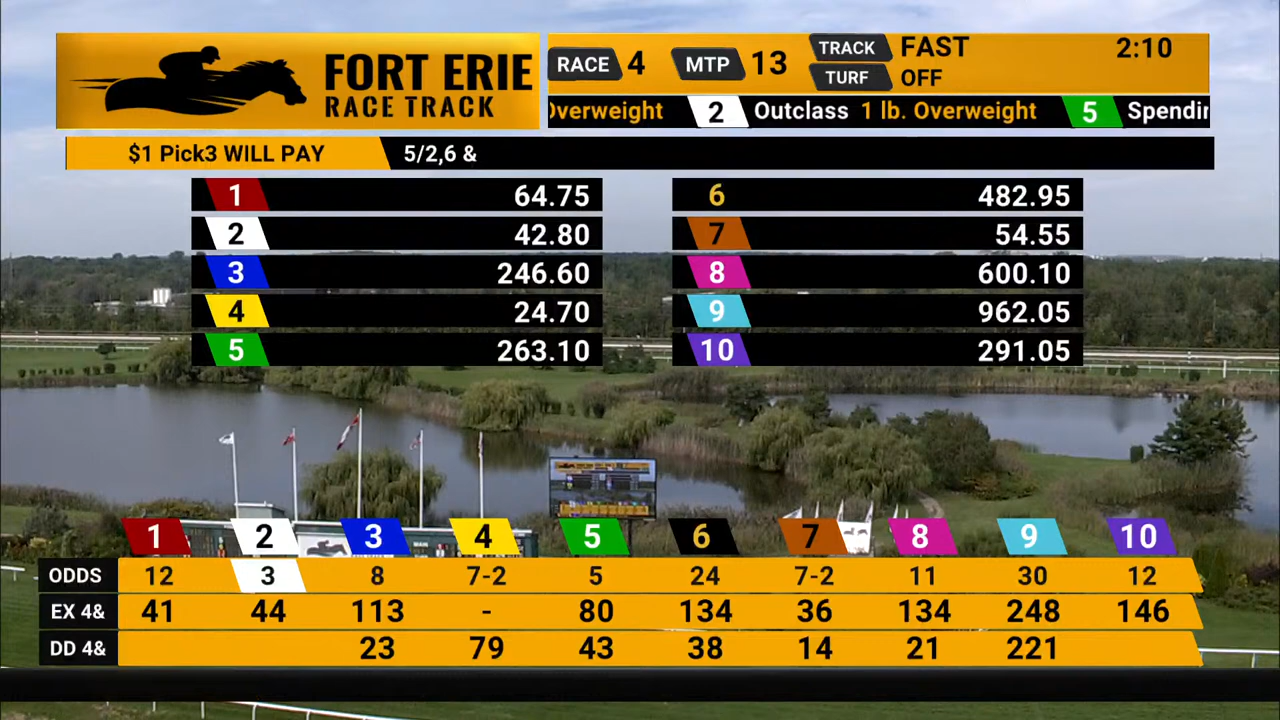 FORT ERIE
RACE TRACK
RACE 4 MTP 13 TRACK FAST 2:10
TURF OFF
Overweight 2 Outclass 1 lb. Overweight 5 Spendin
$1 Pick3 WILL PAY 5/2,6 &
1 64.75 6 482.95
2 42.80 7 54.55
3 246.60 8 600.10
4 24.70 9 962.05
5 263.10 10 291.05
1 2 3 4 5 6 7 8 9 10
ODDS 12 3 8 7-2 5 24 7-2 11 30 12
EX 4& 41 44 113 - 80 134 36 134 248 146
DD 4& 23 79 43 38 14 21 221